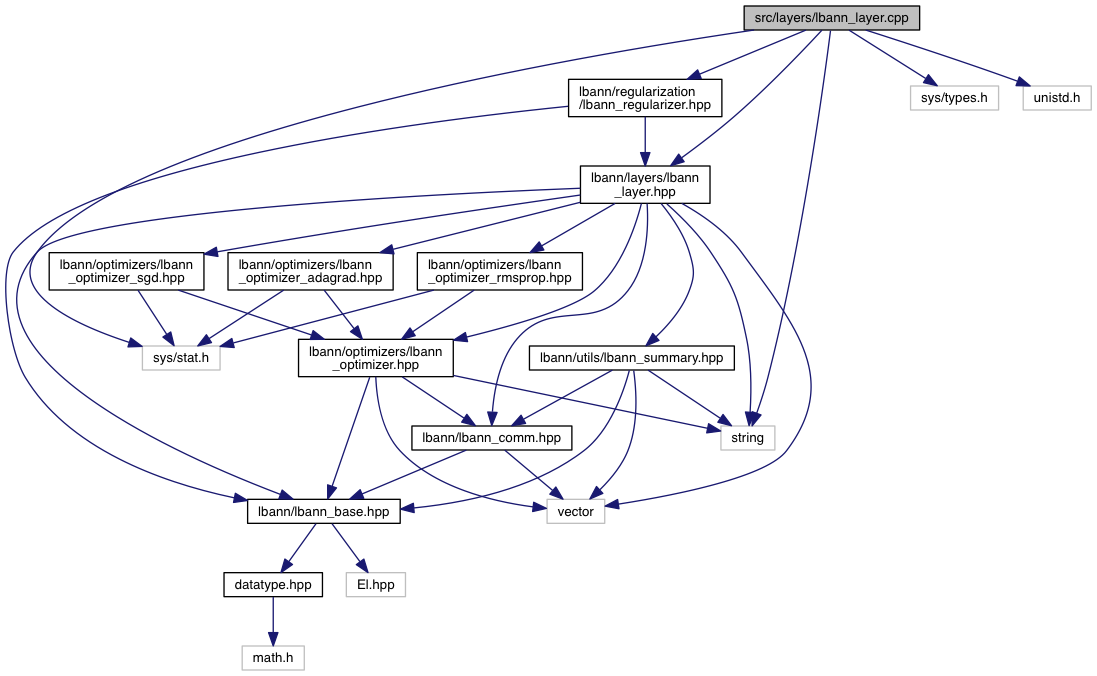 src/layers/lbann_layer.cpp
lbann/regularization
/lbann_regularizer.hpp
sys/types.h
unistd.h
lbann/layers/lbann
_layer.hpp
lbann/optimizers/lbann
_optimizer_sgd.hpp
lbann/optimizers/lbann
_optimizer_adagrad.hpp
lbann/optimizers/lbann
_optimizer_rmsprop.hpp
sys/stat.h
lbann/optimizers/lbann
_optimizer.hpp
lbann/utils/lbann_summary.hpp
lbann/lbann_comm.hpp
string
lbann/lbann_base.hpp
vector
datatype.hpp
El.hpp
math.h